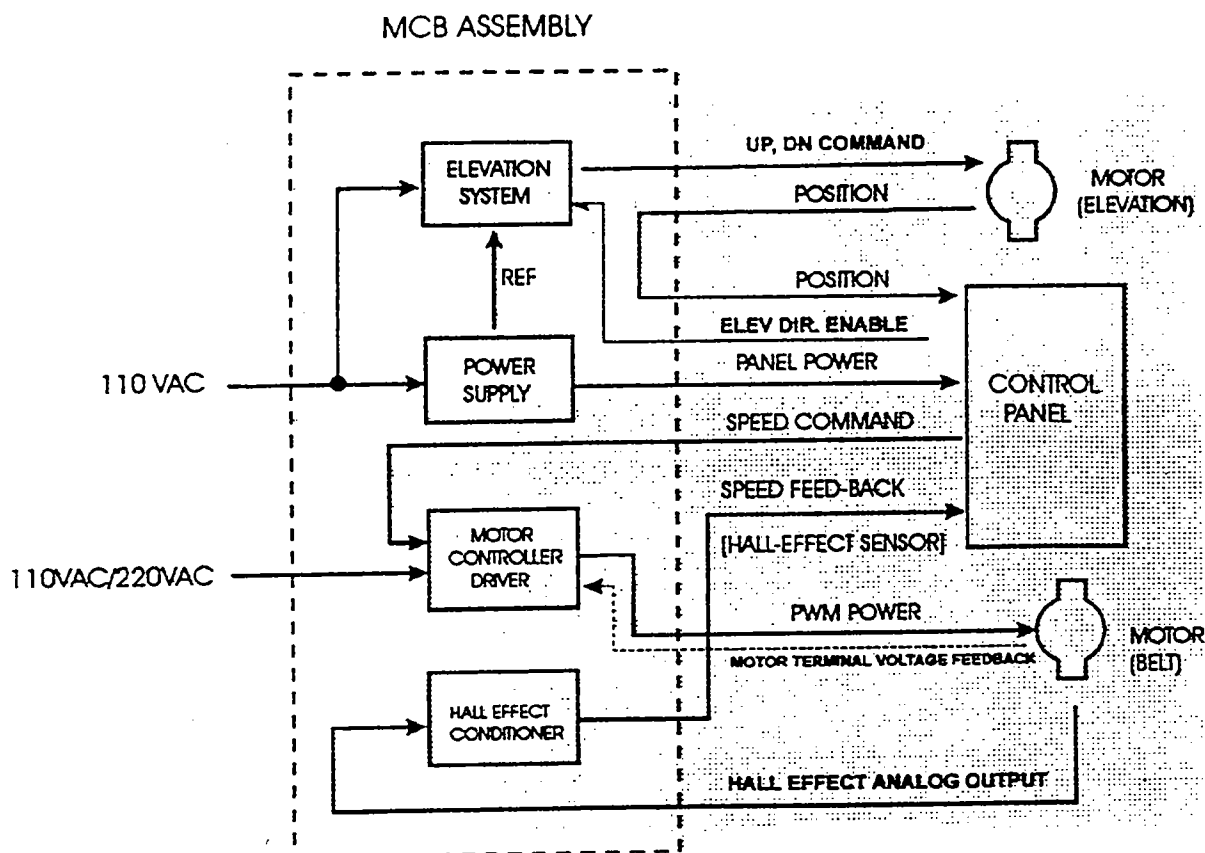 MCB ASSEMBLY
ELEVATION
SYSTEM
UP, DN COMMAND
POSITION
MOTOR
(ELEVATION)
REF
POSITION
ELEV DIR. ENABLE
110 VAC
POWER
SUPPLY
PANEL POWER
CONTROL
PANEL
SPEED COMMAND
SPEED FEED-BACK
[HALL-EFFECT SENSOR]
110VAC/220VAC
MOTOR
CONTROLLER
DRIVER
PWM POWER
MOTOR TERMINAL VOLTAGE FEEDBACK
MOTOR
(BELT)
HALL EFFECT
CONDITIONER
HALL EFFECT ANALOG OUTPUT